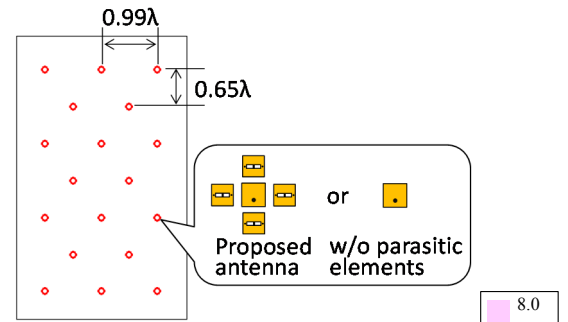 0.99λ
0.65λ
or
Proposed w/o parasitic
antenna elements
8.0